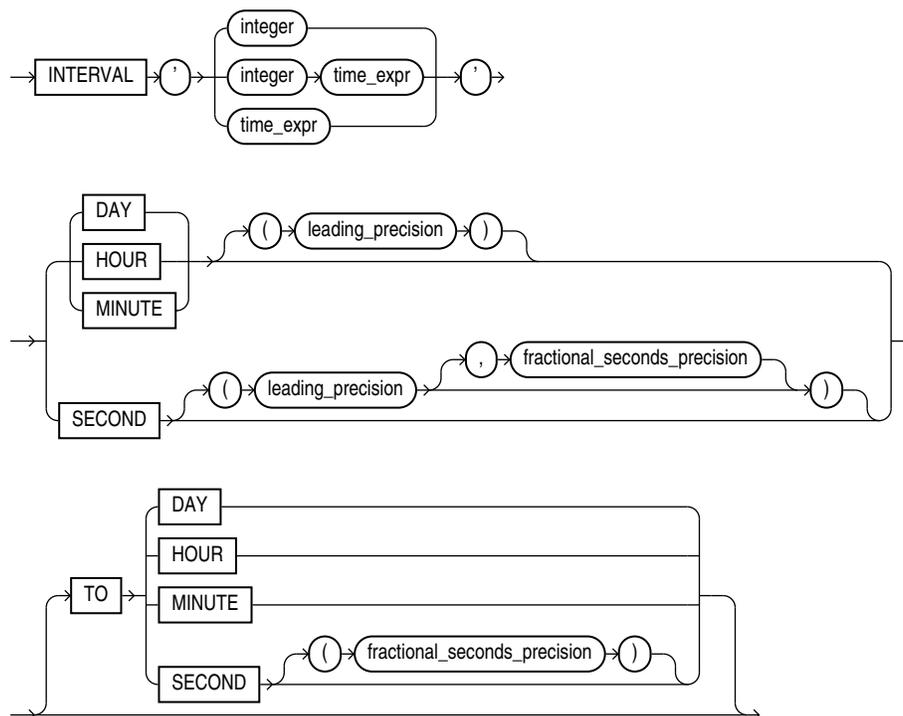 integer
INTERVAL ' integer time_expr '
time_expr
DAY
( leading_precision )
HOUR
MINUTE
, fractional_seconds_precision
( leading_precision )
SECOND
DAY
HOUR
TO MINUTE
( fractional_seconds_precision )
SECOND